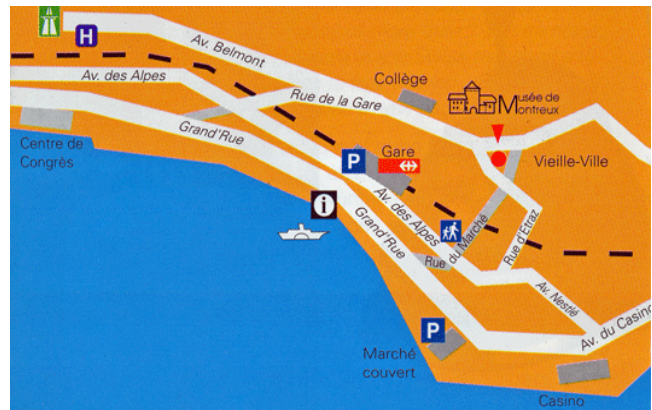 H
Av. Belmont
Av. des Alpes
Collège
Rue de la Gare
Musée de
Montreux
Grand'Rue
Centre de
Congrès
P
Gare
Vieille-Ville
i
Grand'Rue
Av. des Alpes
Rue du Marché
Rue d'Etraz
Av. Nestlé
P
Av. du Casino
Marché
couvert
Casino